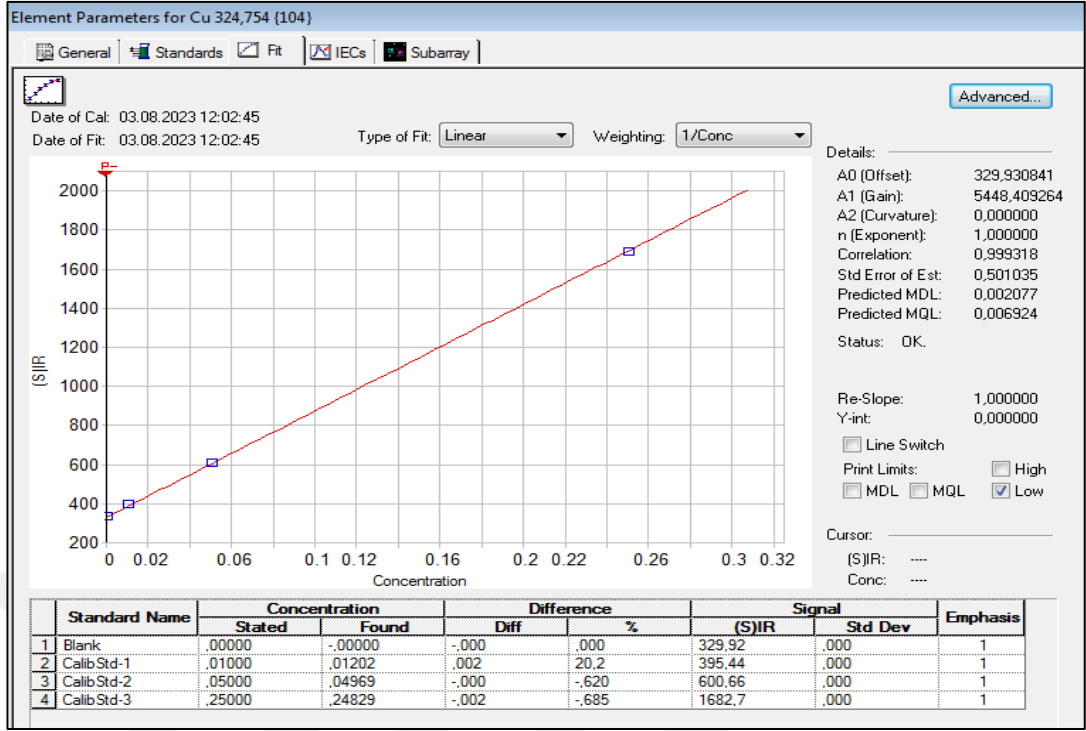 Element Parameters for Cu 324,754 {104}
General Standards Fit IECs Subarray
Advanced...
Date of Cal: 03.08.2023 12:02:45
Date of Fit: 03.08.2023 12:02:45
Type of Fit: Linear Weighting: 1/Conc
Details:
A0 (Offset): 329,930841
A1 (Gain): 5448,409264
A2 (Curvature): 0,000000
n (Exponent): 1,000000
Correlation: 0,999318
Std Error of Est: 0,501035
Predicted MDL: 0,002077
Predicted MQL: 0,006924
Status: OK.
Re-Slope: 1,000000
Y-int: 0,000000
Line Switch
Print Limits: High
MDL MQL Low
Cursor:
(S)IR: ----
Conc: ----
2000
1800
1600
1400
1200
1000
800
600
400
200
(S)IR
0 0.02 0.06 0.1 0.12 0.16 0.2 0.22 0.26 0.3 0.32
Concentration
Standard Name Concentration Difference Signal Emphasis
Stated Found Diff % (S)IR Std Dev
1 Blank ,00000 -,00000 -,000 ,000 329,92 ,000 1
2 CalibStd-1 ,01000 ,01202 ,002 20,2 395,44 ,000 1
3 CalibStd-2 ,05000 ,04969 -,000 -,620 600,66 ,000 1
4 CalibStd-3 ,25000 ,24829 -,002 -,685 1682,7 ,000 1